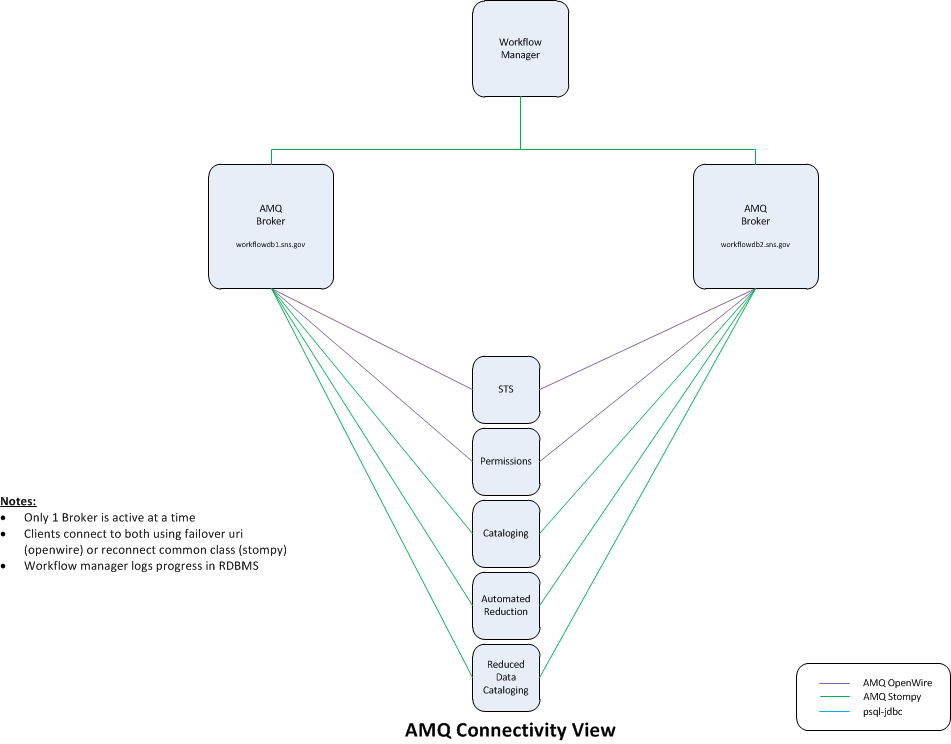 Workflow
Manager
AMQ
Broker
workflowdb1.sns.gov
AMQ
Broker
workflowdb2.sns.gov
STS
Permissions
Cataloging
Automated
Reduction
Reduced
Data
Cataloging
Notes:
• Only 1 Broker is active at a time
• Clients connect to both using failover uri
(openwire) or reconnect common class (stompy)
• Workflow manager logs progress in RDBMS
AMQ OpenWire
AMQ Stompy
psql-jdbc
AMQ Connectivity View